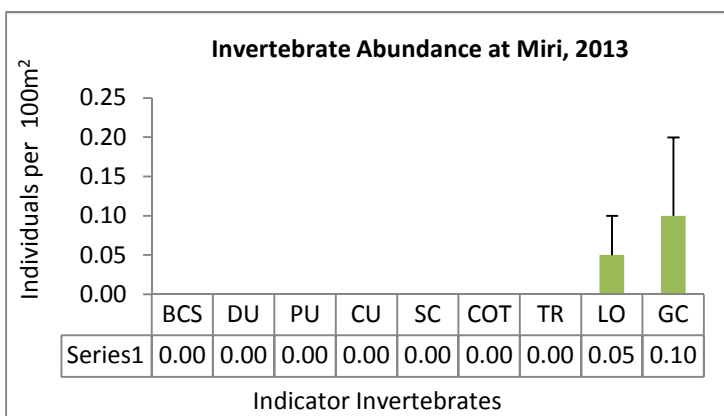 Invertebrate Abundance at Miri, 2013
Individuals per 100m²
0.25
0.20
0.15
0.10
0.05
0.00
BCS DU PU CU SC COT TR LO GC
Series1 0.00 0.00 0.00 0.00 0.00 0.00 0.00 0.05 0.10
Indicator Invertebrates